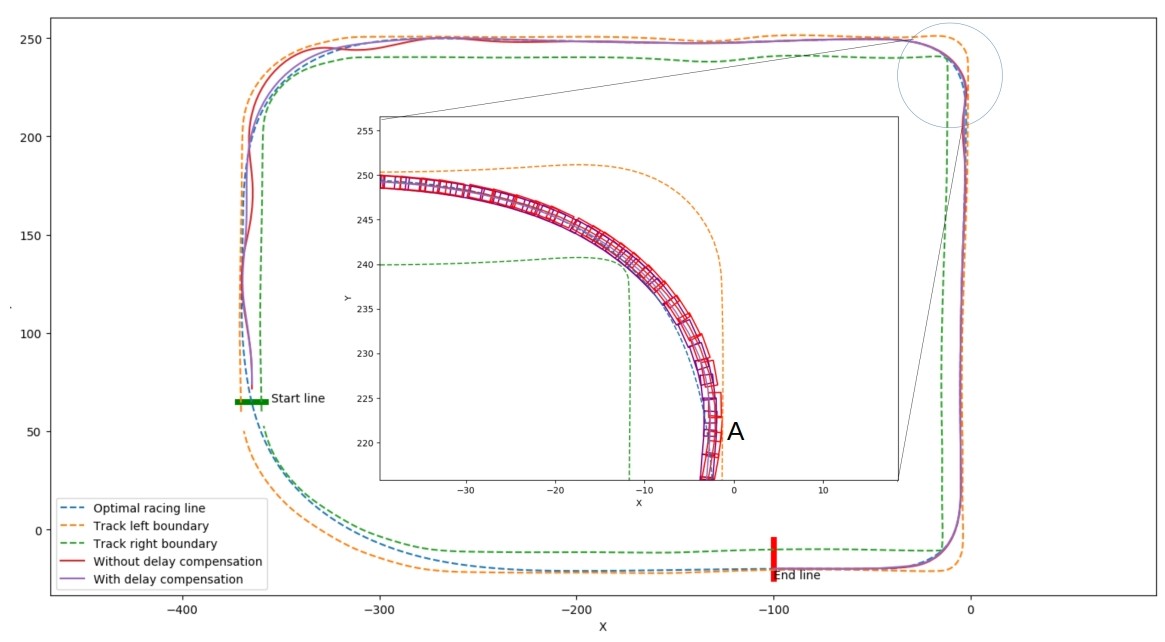 250
200
150
100
50
0
255
250
245
240
235
230
225
220
Y
A
−30
−20
−10
0
10
X
Start line
End line
Optimal racing line
Track left boundary
Track right boundary
Without delay compensation
With delay compensation
−400
−300
−200
−100
0
X